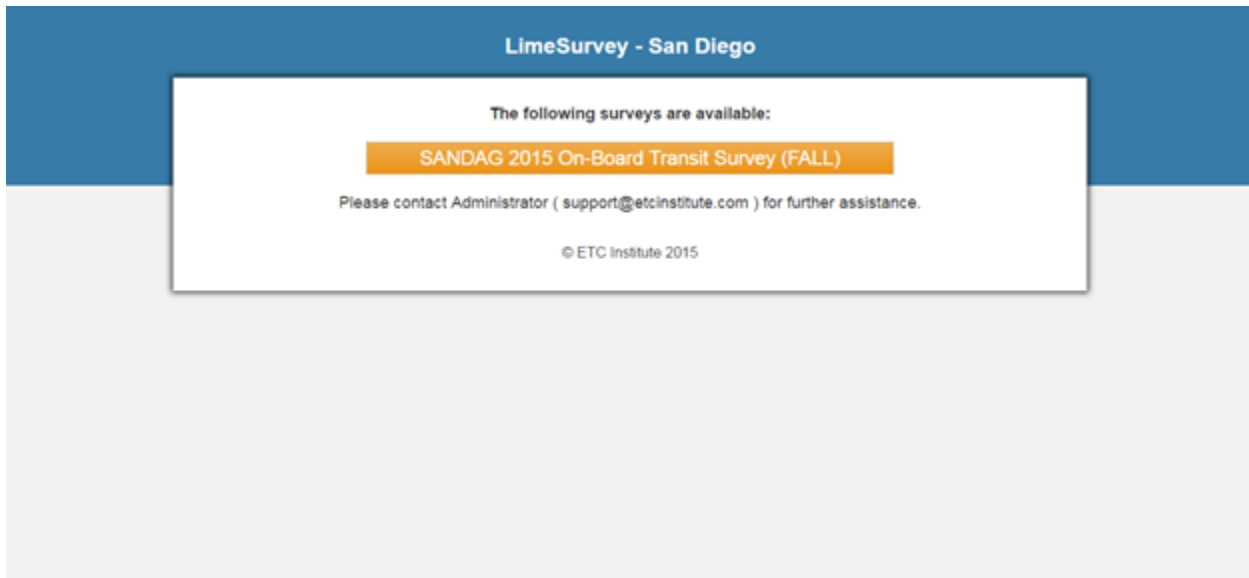 LimeSurvey - San Diego
The following surveys are available:
SANDAG 2015 On-Board Transit Survey (FALL)
Please contact Administrator ( support@etcinstitute.com ) for further assistance.
© ETC Institute 2015